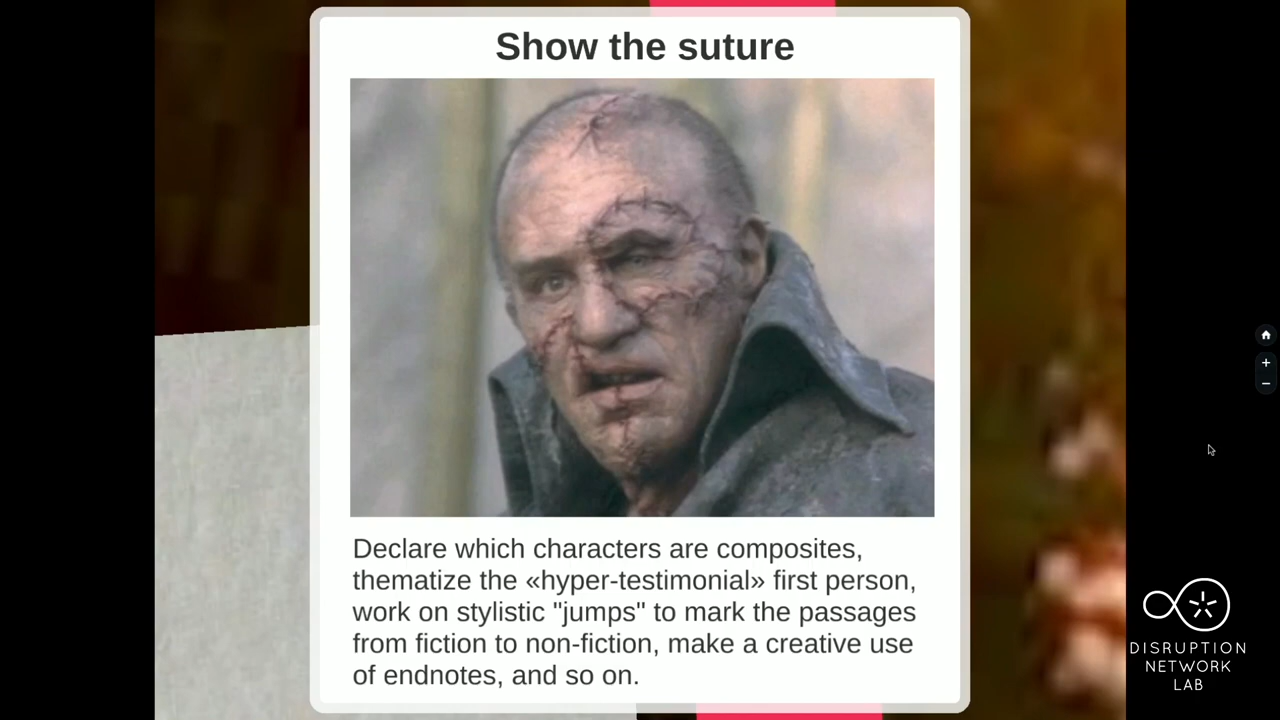 Show the suture
Declare which characters are composites,
thematize the «hyper-testimonial» first person,
work on stylistic "jumps" to mark the passages
from fiction to non-fiction, make a creative use
of endnotes, and so on.
DISRUPTION
NETWORK
LAB